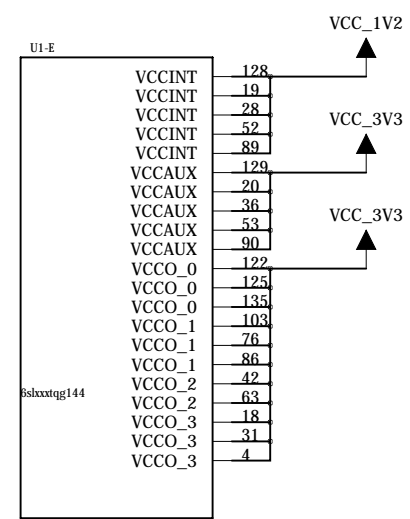 VCC_1V2
U1-E
VCCINT 128
VCCINT 19
VCCINT 28
VCCINT 52
VCCINT 89
VCC_3V3
VCCAUX 129
VCCAUX 20
VCCAUX 36
VCCAUX 53
VCCAUX 90
VCC_3V3
VCCO_0 122
VCCO_0 125
VCCO_0 135
VCCO_1 103
VCCO_1 76
VCCO_1 86
VCCO_2 42
6slxxxtqg144
VCCO_2 63
VCCO_3 18
VCCO_3 31
VCCO_3 4